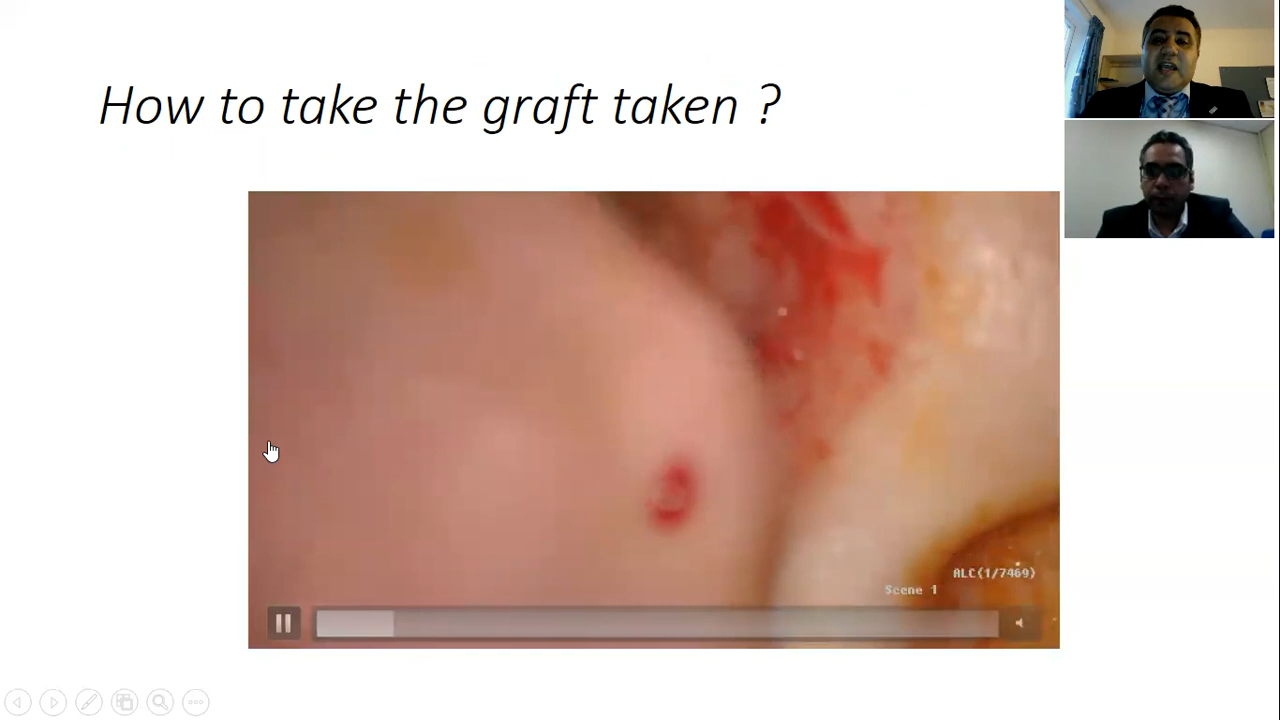 How to take the graft taken ?
ALC(1/7469)
Scene 1